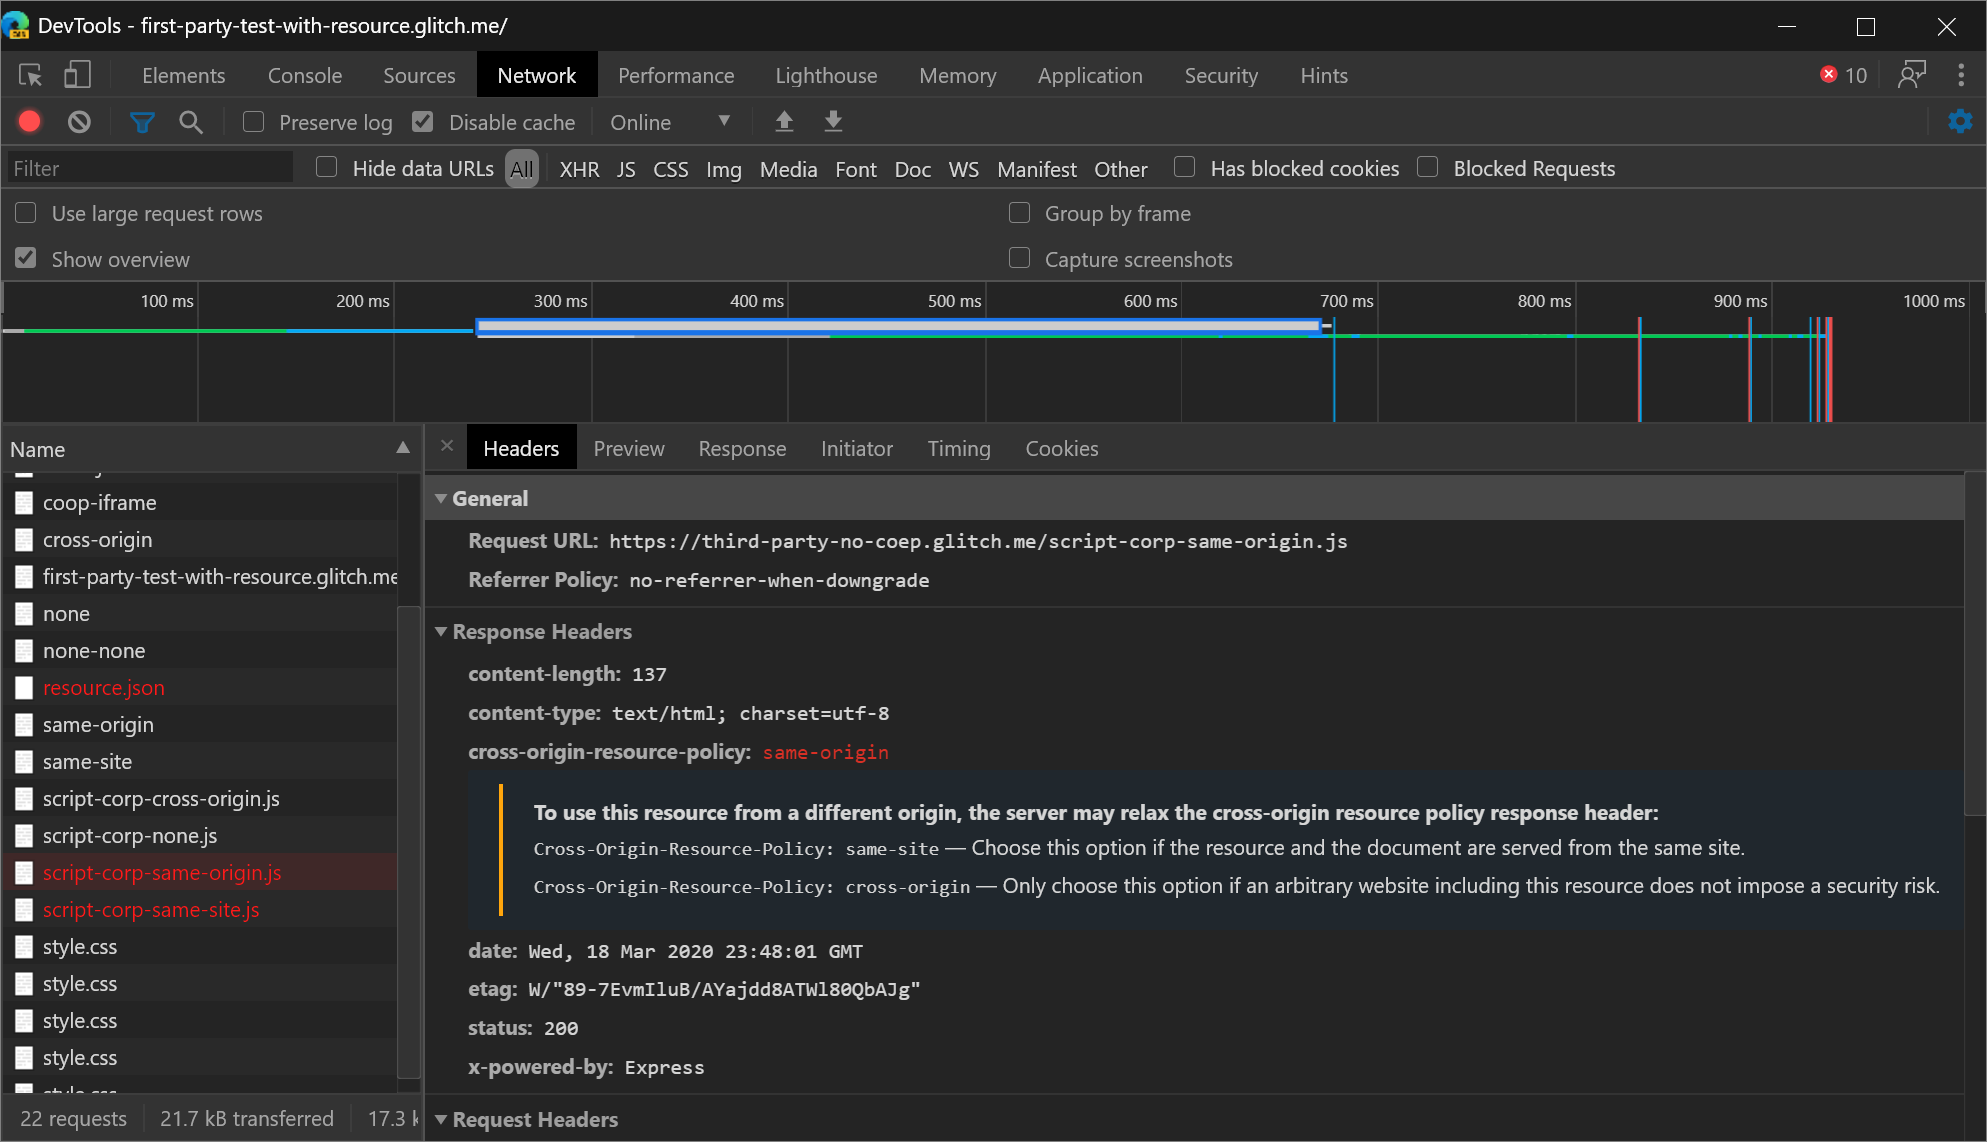 DevTools - first-party-test-with-resource.glitch.me/
Elements Console Sources Network Performance Lighthouse Memory Application Security Hints 10
Preserve log Disable cache Online
Filter Hide data URLs All XHR JS CSS Img Media Font Doc WS Manifest Other Has blocked cookies Blocked Requests
Use large request rows Group by frame
Show overview Capture screenshots
100 ms 200 ms 300 ms 400 ms 500 ms 600 ms 700 ms 800 ms 900 ms 1000 ms
Name
coop-iframe
cross-origin
first-party-test-with-resource.glitch.me
none
none-none
resource.json
same-origin
same-site
script-corp-cross-origin.js
script-corp-none.js
script-corp-same-origin.js
script-corp-same-site.js
style.css
style.css
style.css
style.css
22 requests 21.7 kB transferred 17.3 k
Headers Preview Response Initiator Timing Cookies
General
Request URL: https://third-party-no-coep.glitch.me/script-corp-same-origin.js
Referrer Policy: no-referrer-when-downgrade
Response Headers
content-length: 137
content-type: text/html; charset=utf-8
cross-origin-resource-policy: same-origin
To use this resource from a different origin, the server may relax the cross-origin resource policy response header:
Cross-Origin-Resource-Policy: same-site — Choose this option if the resource and the document are served from the same site.
Cross-Origin-Resource-Policy: cross-origin — Only choose this option if an arbitrary website including this resource does not impose a security risk.
date: Wed, 18 Mar 2020 23:48:01 GMT
etag: W/"89-7EvmIluB/AYajdd8ATWl80QbAJg"
status: 200
x-powered-by: Express
Request Headers